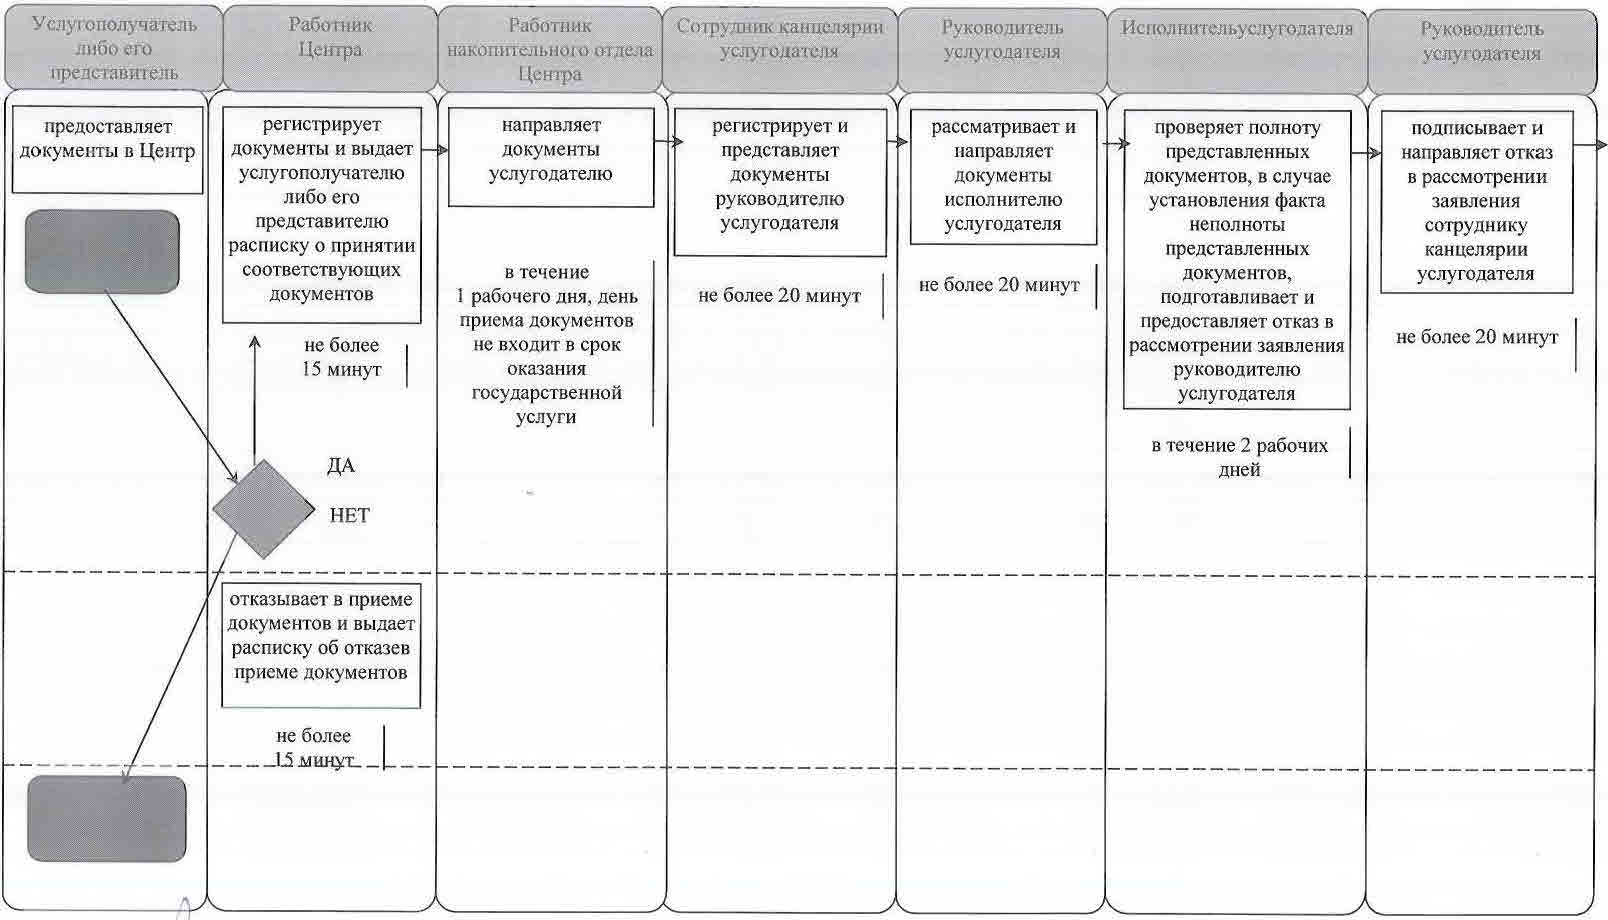 Услугополучатель
либо его
представитель
Работник
Центра
Работник
накопительного отдела
Центра
Сотрудник канцелярии
услугодателя
Руководитель
услугодателя
Исполнительуслугодателя
Руководитель
услугодателя
предоставляет
документы в Центр
регистрирует
документы и выдает
услугополучателю
либо его
представителю
расписку о принятии
соответствующих
документов
не более
15 минут
ДА
НЕТ
отказывает в приеме
документов и выдает
расписку об отказев
приеме документов
не более
15 минут
направляет
документы
услугодателю
в течение
1 рабочего дня, день
приема документов
не входит в срок
оказания
государственной
услуги
регистрирует и
представляет
документы
руководителю
услугодателя
не более 20 минут
рассматривает и
направляет
документы
исполнителю
услугодателя
не более 20 минут
проверяет полноту
представленных
документов, в случае
установления факта
неполноты
представленных
документов,
подготавливает и
предоставляет отказ в
рассмотрении заявления
руководителю
услугодателя
в течение 2 рабочих
дней
подписывает и
направляет отказ
в рассмотрении
заявления
сотруднику
канцелярии
услугодателя
не более 20 минут